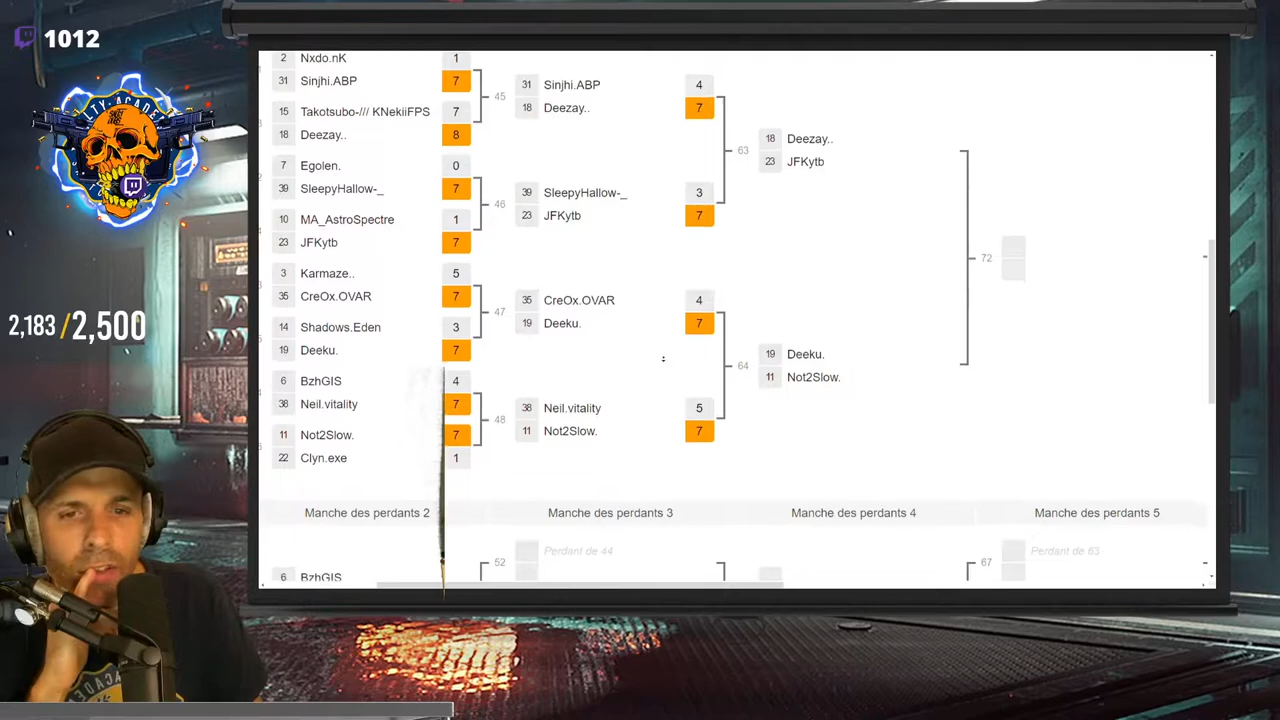 1012
2,183 / 2,500
2 Nxdo.nK 1
31 Sinjhi.ABP 7
15 Takotsubo-/// KNekiiFPS 7
18 Deezay.. 8
7 Egolen. 0
39 SleepyHallow-_ 7
10 MA_AstroSpectre 1
23 JFKytb 7
3 Karmaze.. 5
35 CreOx.OVAR 7
14 Shadows.Eden 3
19 Deeku. 7
6 BzhGIS 4
38 Neil.vitality 7
11 Not2Slow. 7
22 Clyn.exe 1
45
46
47
48
31 Sinjhi.ABP 4
18 Deezay.. 7
39 SleepyHallow-_ 3
23 JFKytb 7
35 CreOx.OVAR 4
19 Deeku. 7
38 Neil.vitality 5
11 Not2Slow. 7
63
64
18 Deezay..
23 JFKytb
19 Deeku.
11 Not2Slow.
72
Manche des perdants 2 Manche des perdants 3 Manche des perdants 4 Manche des perdants 5
6 BzhGIS
52
Perdant de 44
67
Perdant de 63